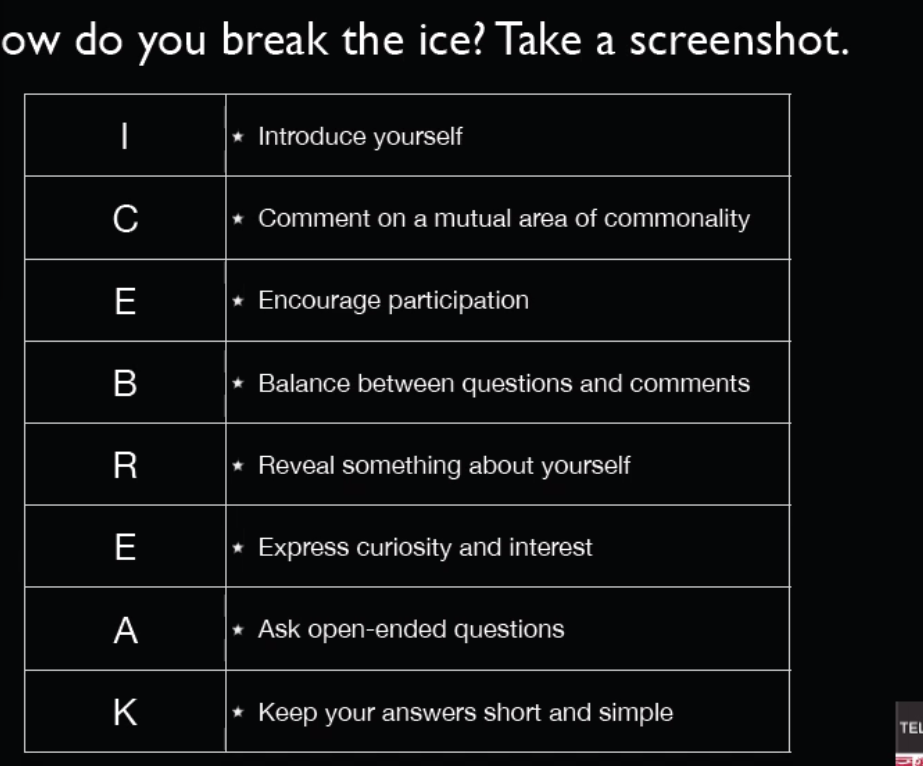 ow do you break the ice? Take a screenshot.
I ★ Introduce yourself
C ★ Comment on a mutual area of commonality
E ★ Encourage participation
B ★ Balance between questions and comments
R ★ Reveal something about yourself
E ★ Express curiosity and interest
A ★ Ask open-ended questions
K ★ Keep your answers short and simple
TEL